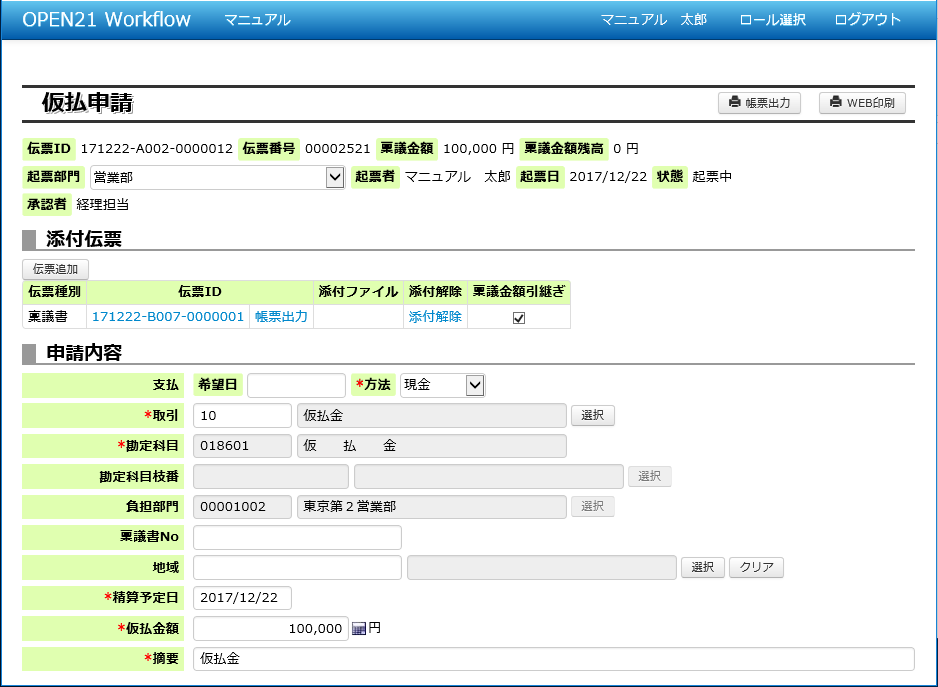 OPEN21 Workflow マニュアル マニュアル 太郎 ロール選択 ログアウト
仮払申請 帳票出力 WEB印刷
伝票ID 171222-A002-0000012 伝票番号 00002521 稟議金額 100,000 円 稟議金額残高 0 円
起票部門 営業部 起票者 マニュアル 太郎 起票日 2017/12/22 状態 起票中
承認者 経理担当
添付伝票
伝票追加
伝票種別 伝票ID 添付ファイル 添付解除 稟議金額引継ぎ
稟議書 171222-B007-0000001 帳票出力 添付解除
申請内容
支払 希望日 *方法 現金
*取引 10 仮払金 選択
*勘定科目 018601 仮 払 金
勘定科目枝番 選択
負担部門 00001002 東京第2営業部 選択
稟議書No
地域 選択 クリア
*精算予定日 2017/12/22
*仮払金額 100,000 円
*摘要 仮払金